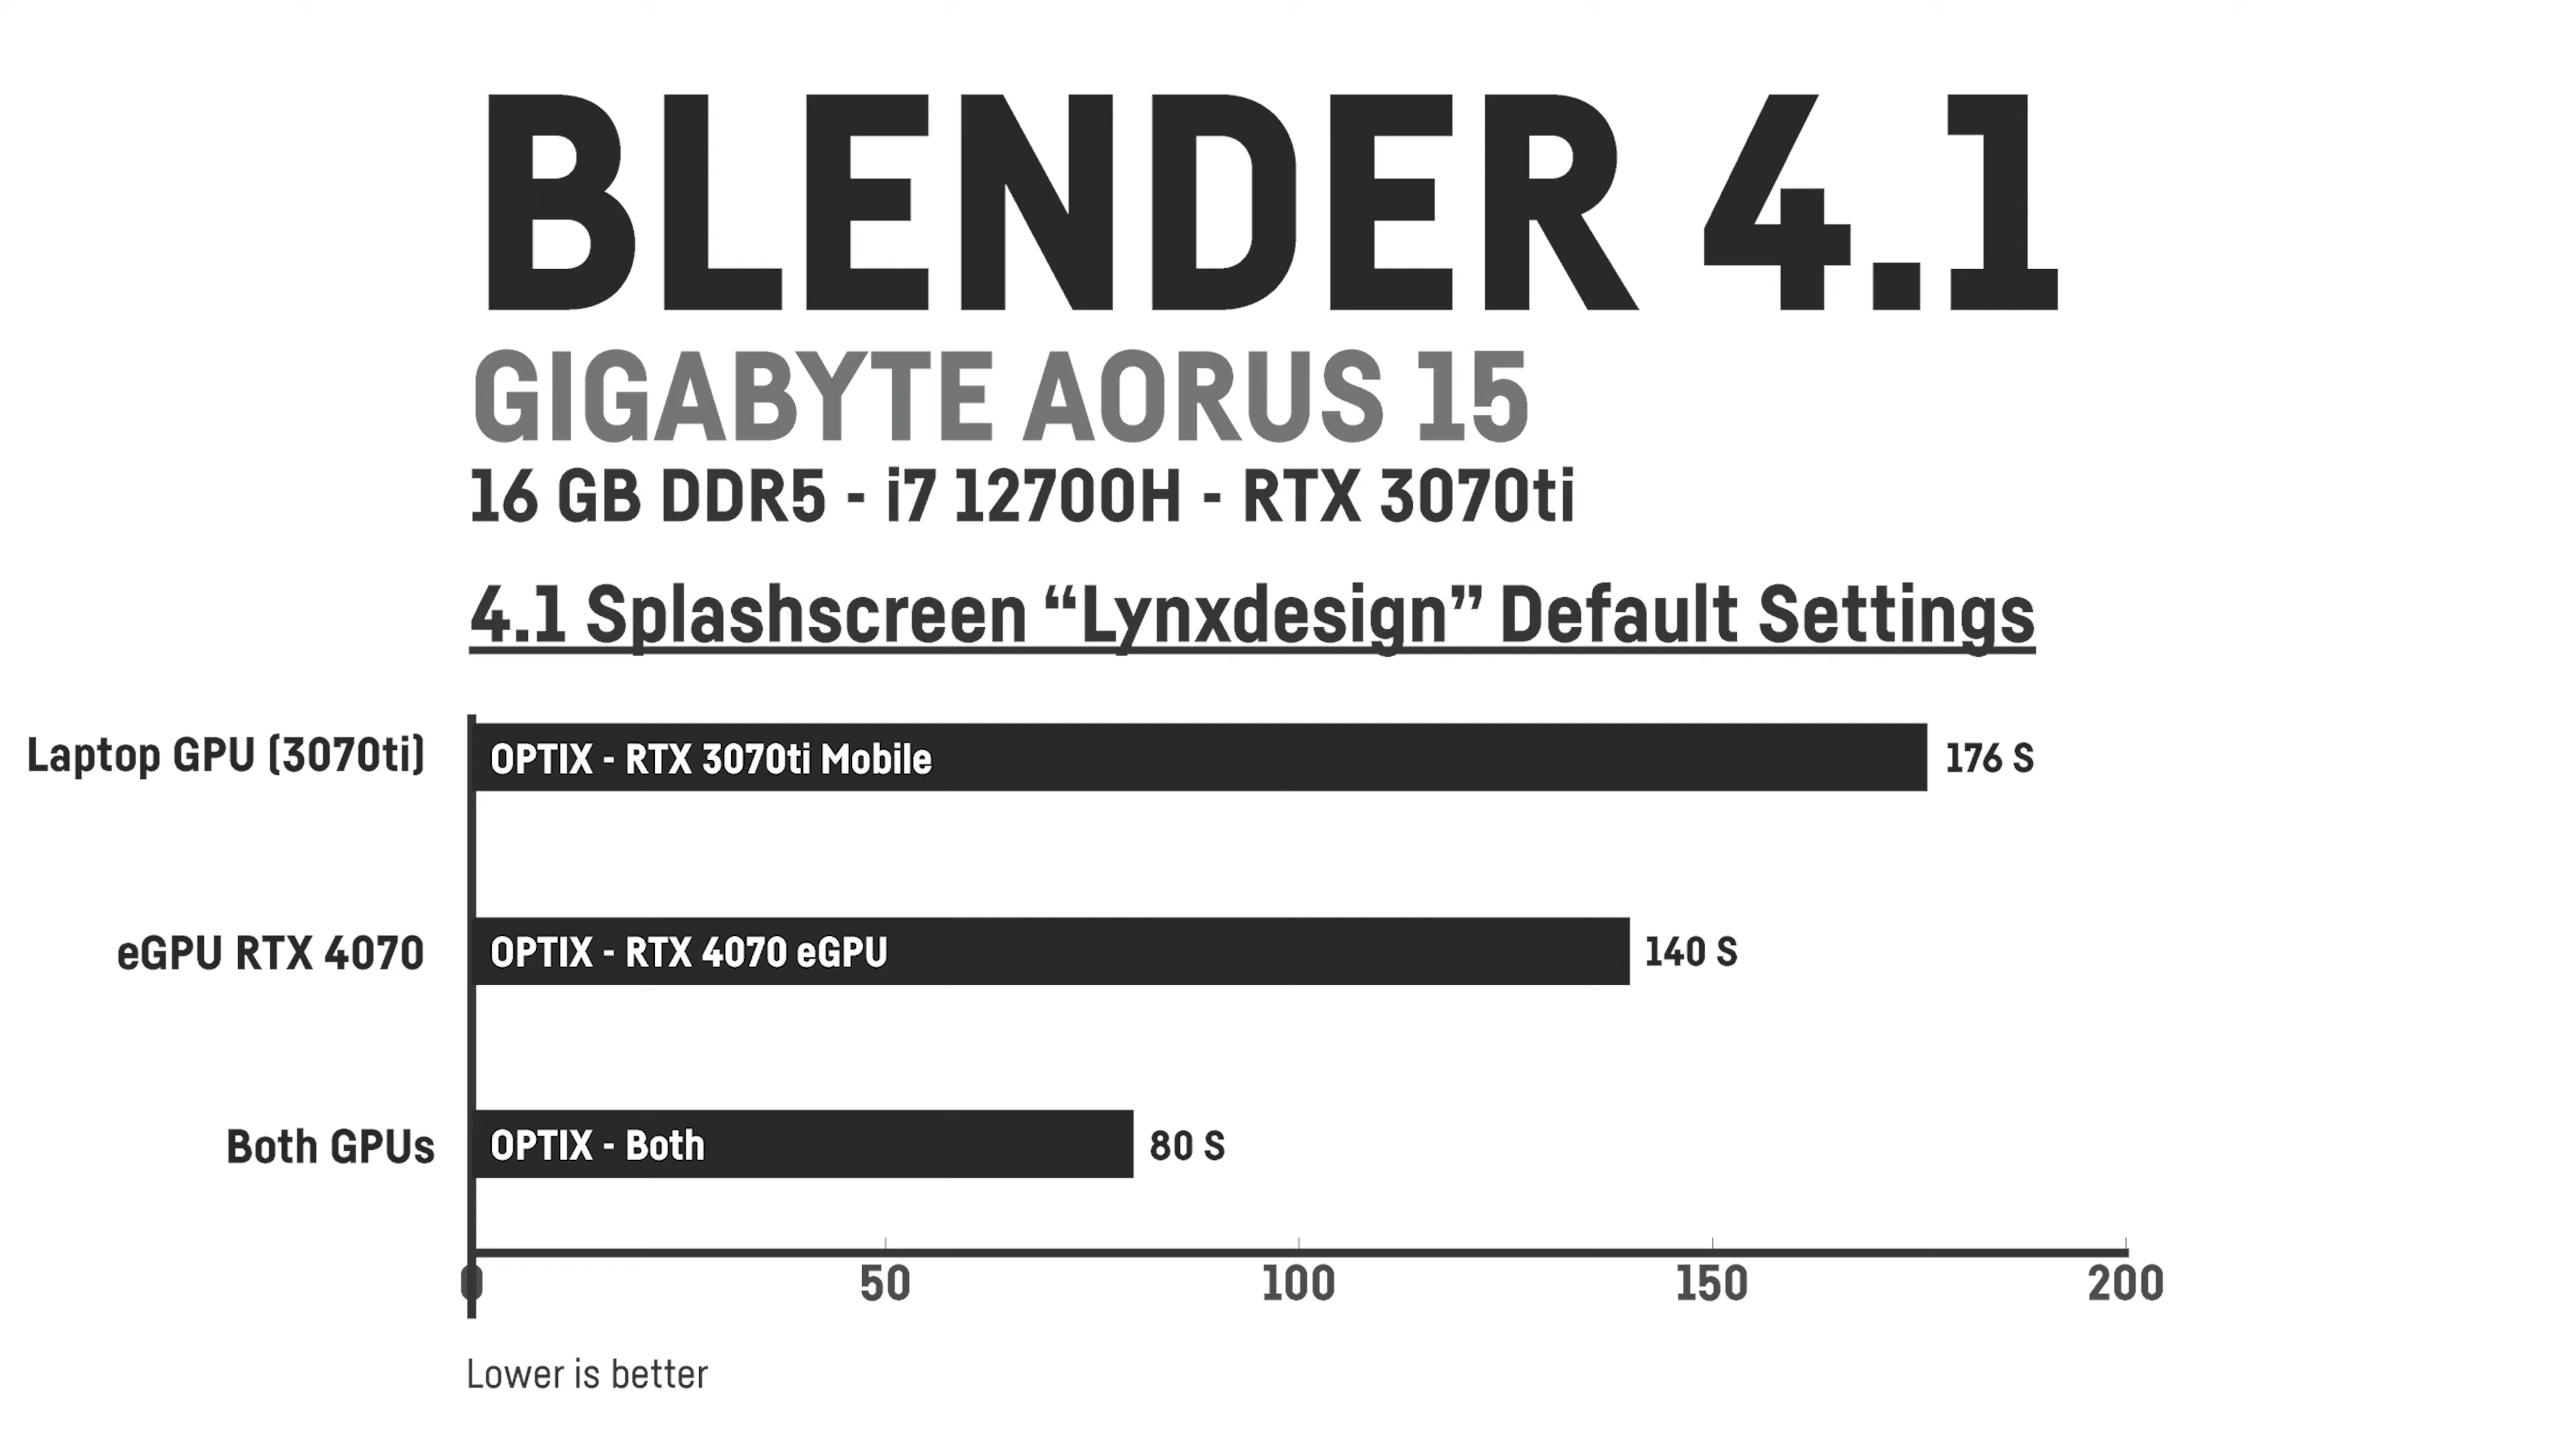 BLENDER 4.1
GIGABYTE AORUS 15
16 GB DDR5 - i7 12700H - RTX 3070ti
4.1 Splashscreen “Lynxdesign” Default Settings
Laptop GPU (3070ti) OPTIX - RTX 3070ti Mobile 176 S
eGPU RTX 4070 OPTIX - RTX 4070 eGPU 140 S
Both GPUs OPTIX - Both 80 S
0 50 100 150 200
Lower is better